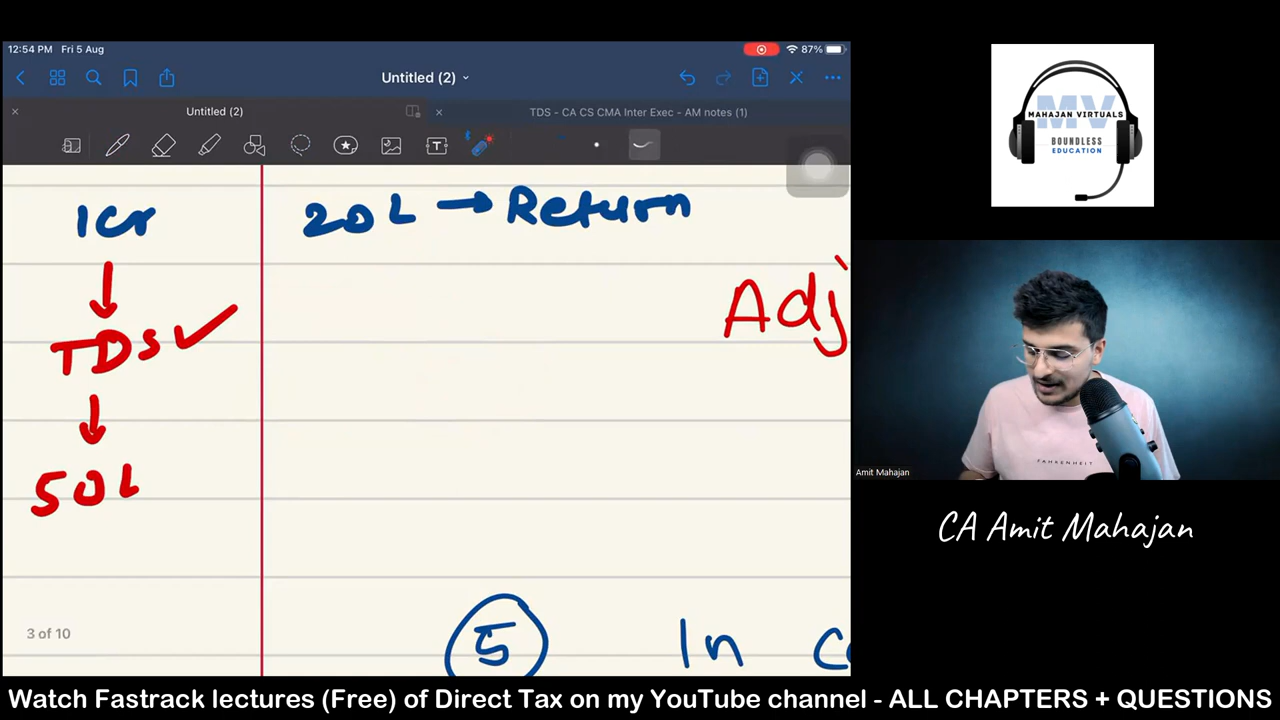 12:54 PM Fri 5 Aug
87%
Untitled (2)
Untitled (2)
TDS - CA CS CMA Inter Exec - AM notes (1)
1cr
20L → Return
Adj
TDS ✓
50L
3 of 10
5 In
MV
MAHAJAN VIRTUALS
BOUNDLESS
EDUCATION
FAHRENHEIT
Amit Mahajan
CA Amit Mahajan
Watch Fastrack lectures (Free) of Direct Tax on my YouTube channel - ALL CHAPTERS + QUESTIONS